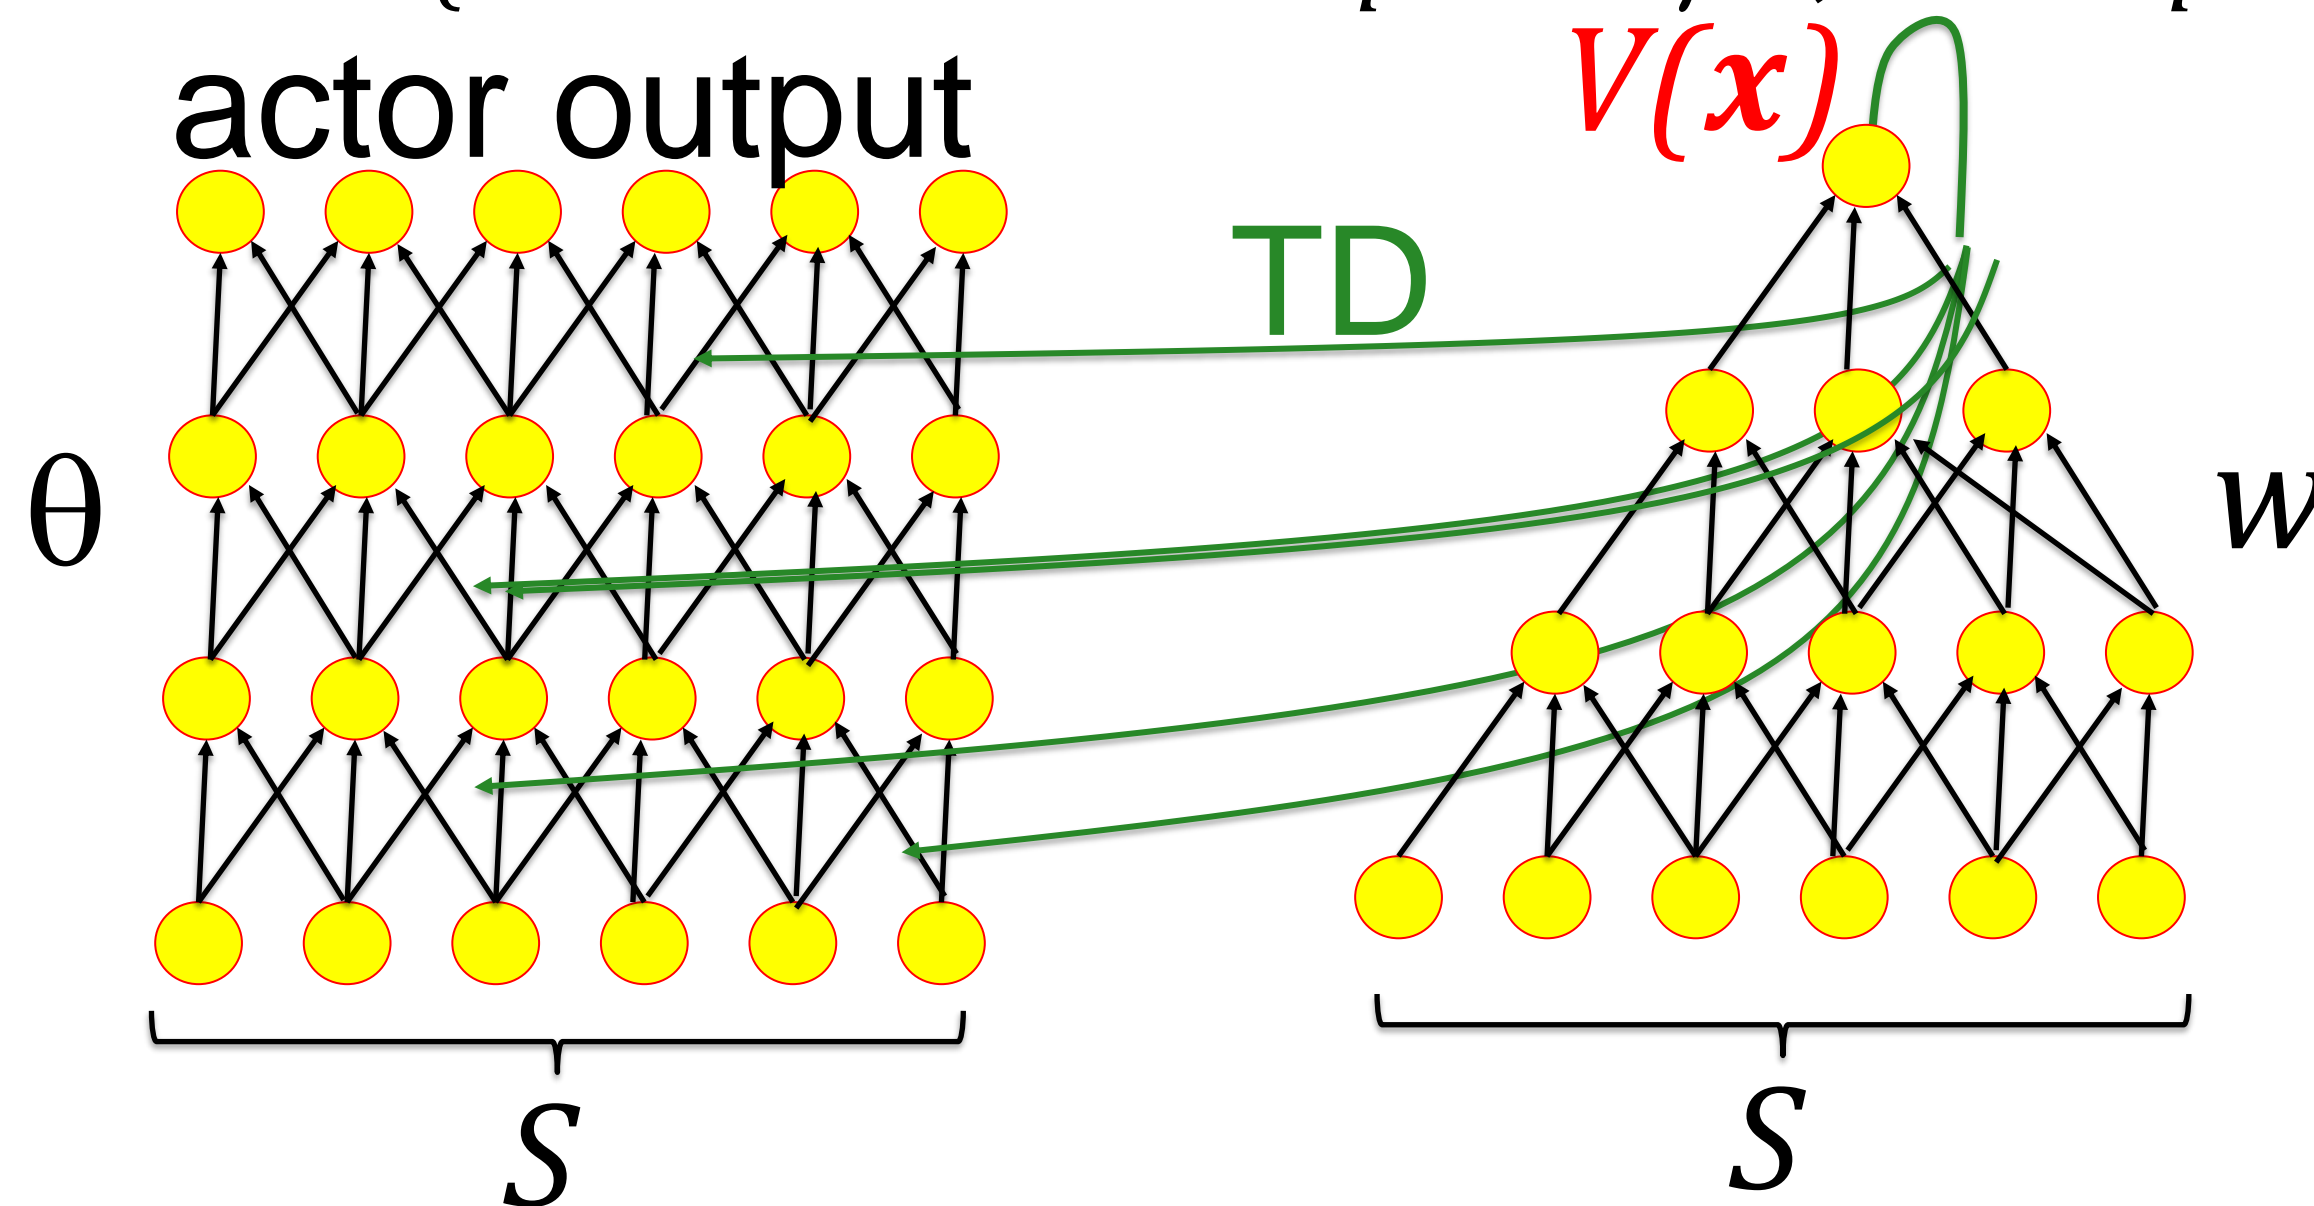 actor output
V(x)
TD
θ
w
S
S